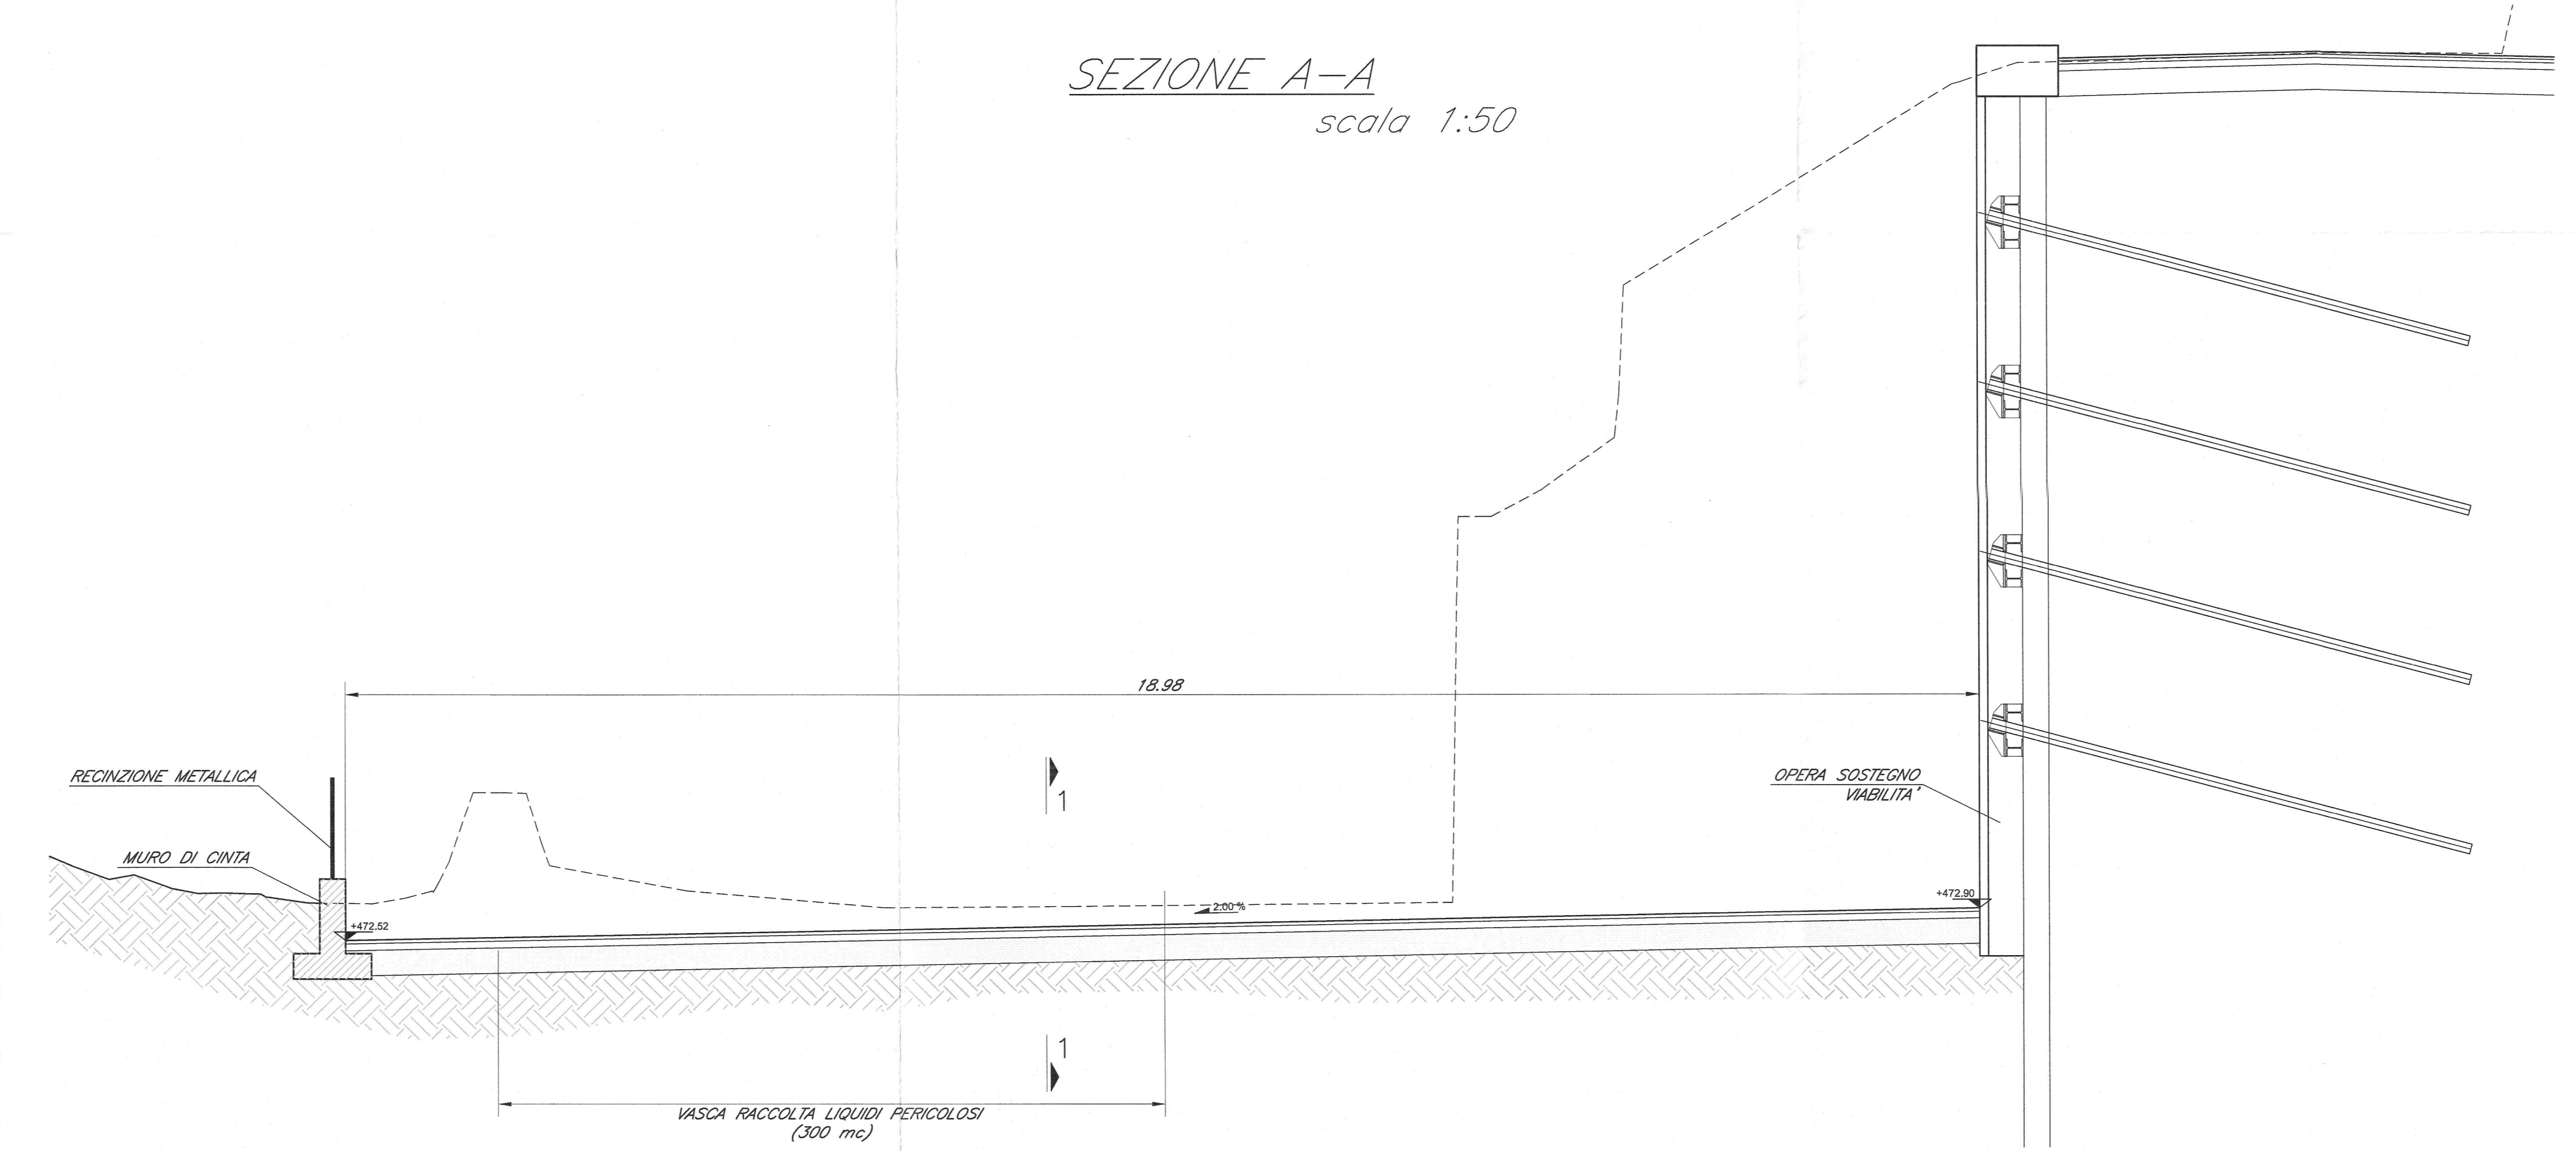 SEZIONE A-A
scala 1:50
18.98
1
RECINZIONE METALLICA
OPERA SOSTEGNO
VIABILITA'
MURO DI CINTA
+472.90
2.00 %
+472.52
1
VASCA RACCOLTA LIQUIDI PERICOLOSI
(300 mc)